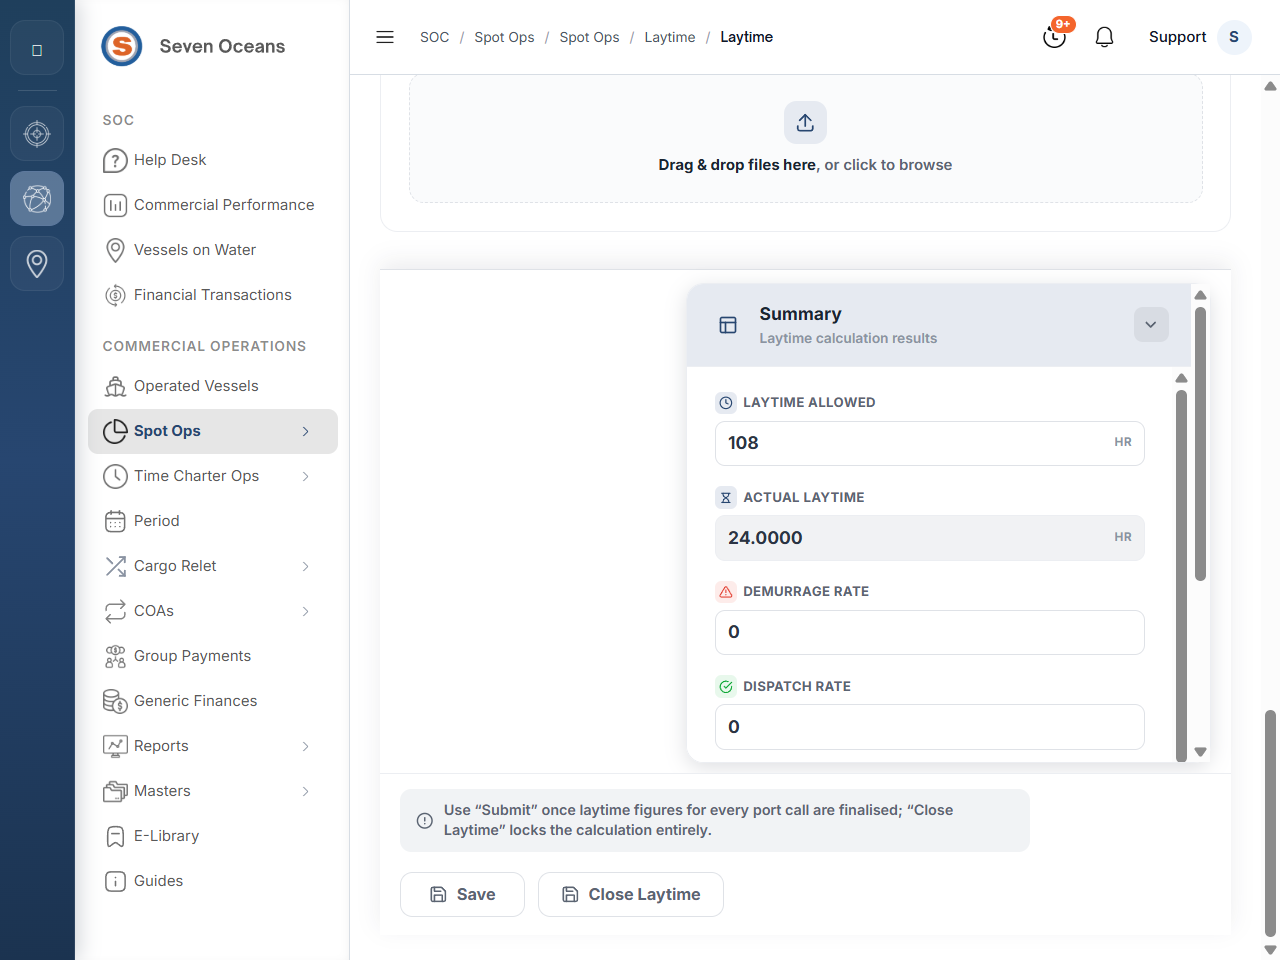 Seven Oceans
SOC / Spot Ops / Spot Ops / Laytime / Laytime
9+
Support
S
SOC
Help Desk
Commercial Performance
Vessels on Water
Financial Transactions
COMMERCIAL OPERATIONS
Operated Vessels
Spot Ops
Time Charter Ops
Period
Cargo Relet
COAs
Group Payments
Generic Finances
Reports
Masters
E-Library
Guides
Drag & drop files here, or click to browse
Summary
Laytime calculation results
LAYTIME ALLOWED
108 HR
ACTUAL LAYTIME
24.0000 HR
DEMURRAGE RATE
0
DISPATCH RATE
0
Use “Submit” once laytime figures for every port call are finalised; “Close
Laytime” locks the calculation entirely.
Save
Close Laytime